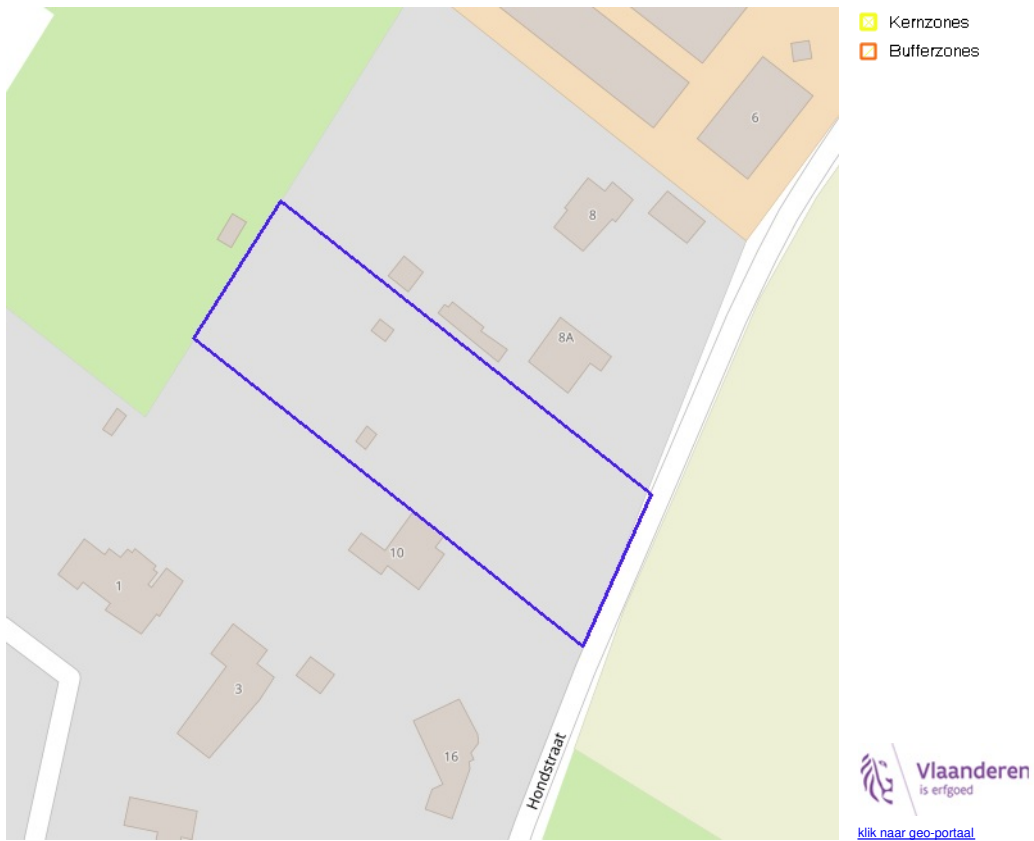 Kernzones
Bufferzones
6
8
8A
10
1
3
16
Hondstraat
Vlaanderen
is erfgoed
klik naar geo-portaal